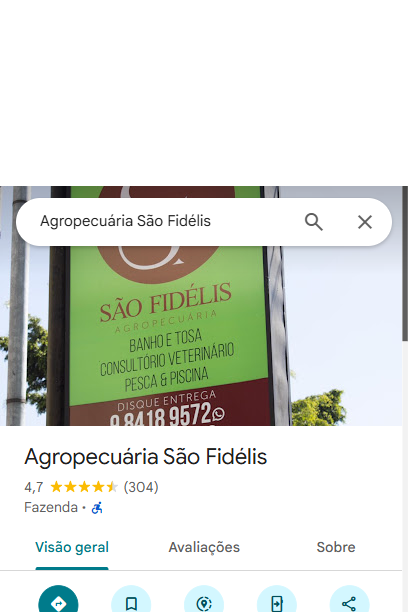 Agropecuária São Fidélis
SÃO FIDÉLIS
AGROPECUÁRIA
BANHO E TOSA
CONSULTÓRIO VETERINÁRIO
PESCA & PISCINA
DISQUE ENTREGA
9 8418 9572
Agropecuária São Fidélis
4,7 (304)
Fazenda ·
Visão geral Avaliações Sobre